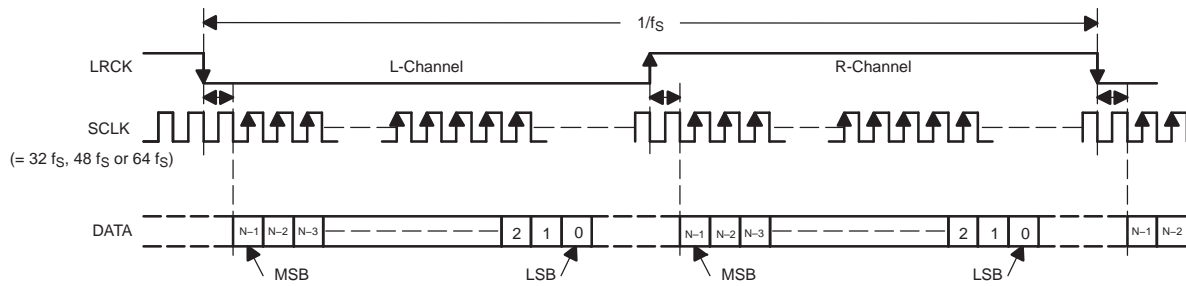 1/fS
LRCK
L-Channel
R-Channel
SCLK
(= 32 fS, 48 fS or 64 fS)
DATA
N–1 N–2 N–3 2 1 0 N–1 N–2 N–3 2 1 0 N–1 N–2
MSB LSB MSB LSB